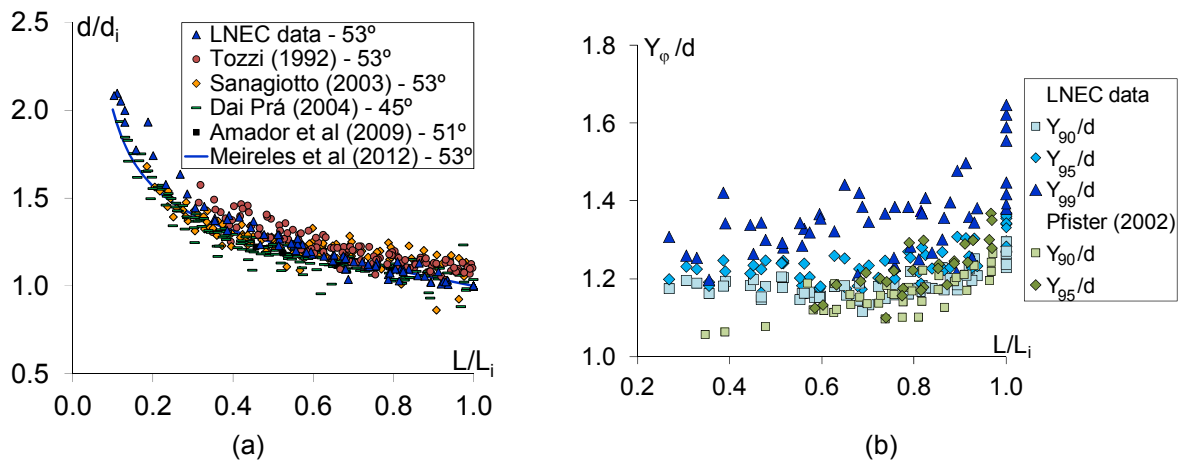 d/dᵢ
2.5
2.0
1.5
1.0
0.5
LNEC data - 53º
Tozzi (1992) - 53º
Sanagiotto (2003) - 53º
Dai Prá (2004) - 45º
Amador et al (2009) - 51º
Meireles et al (2012) - 53º
L/Lᵢ
0.0 0.2 0.4 0.6 0.8 1.0
(a)
Yφ/d
1.8
1.6
1.4
1.2
1.0
LNEC data
Y₉₀/d
Y₉₅/d
Y₉₉/d
Pfister (2002)
Y₉₀/d
Y₉₅/d
L/Lᵢ
0.2 0.4 0.6 0.8 1.0
(b)